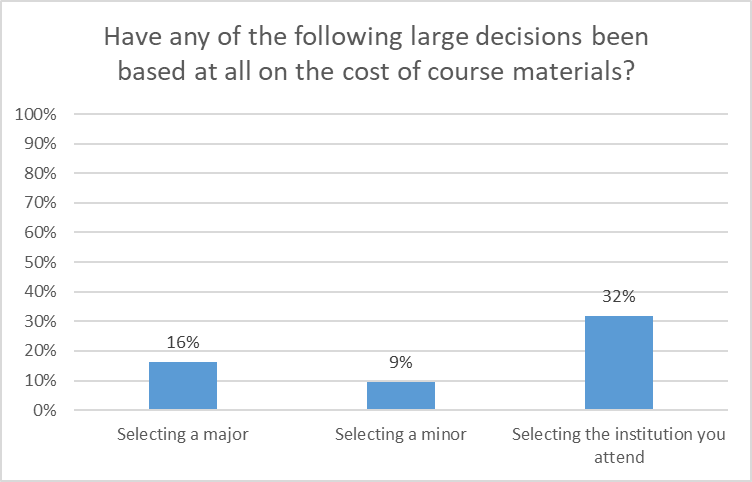 Have any of the following large decisions been
based at all on the cost of course materials?
100%
90%
80%
70%
60%
50%
40%
30%
20%
10%
0%
16%
9%
32%
Selecting a major
Selecting a minor
Selecting the institution you
attend